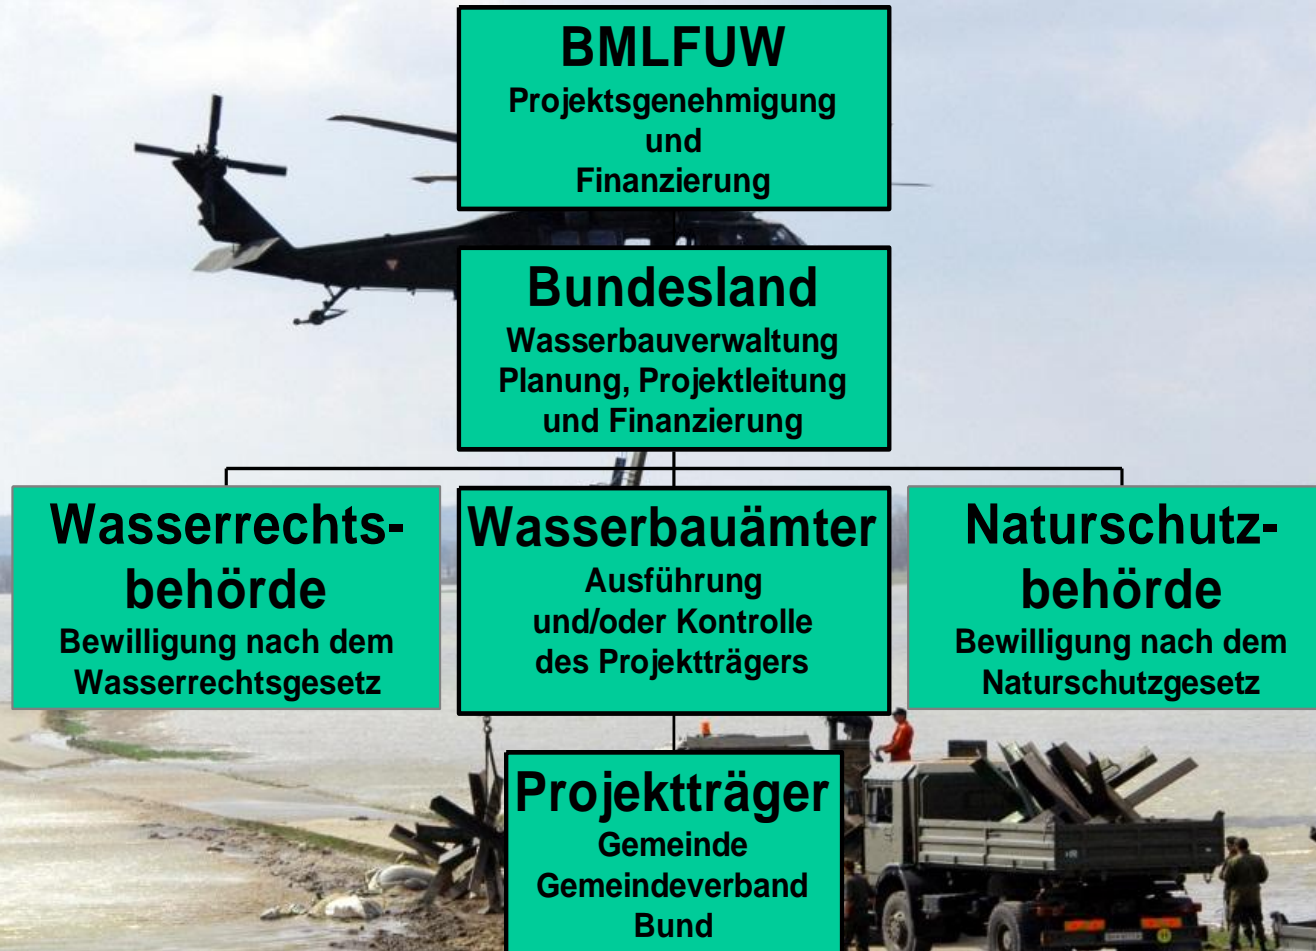 BMLFUW
Projektsgenehmigung
und
Finanzierung
Bundesland
Wasserbauverwaltung
Planung, Projektleitung
und Finanzierung
Wasserrechts-
behörde
Bewilligung nach dem
Wasserrechtsgesetz
Wasserbauämter
Ausführung
und/oder Kontrolle
des Projektträgers
Naturschutz-
behörde
Bewilligung nach dem
Naturschutzgesetz
Projektträger
Gemeinde
Gemeindeverband
Bund